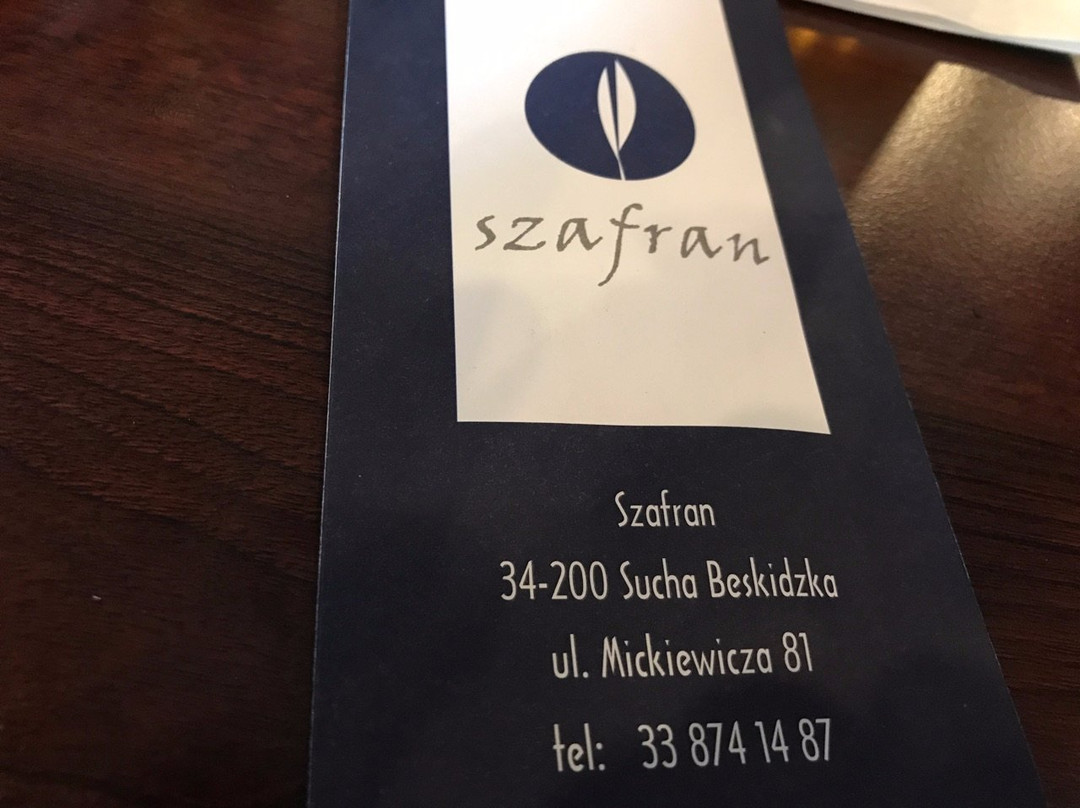 szafran
Szafran
34-200 Sucha Beskidzka
ul. Mickiewicza 81
tel: 33 874 14 87